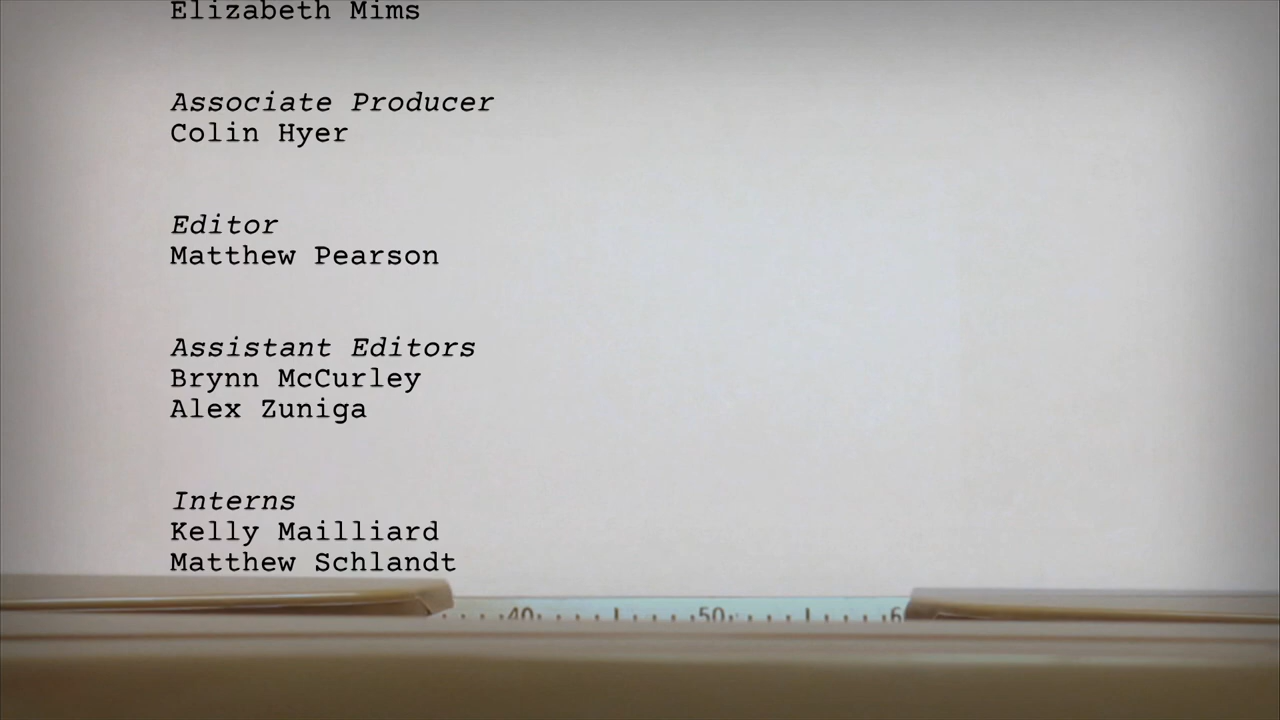 Elizabeth Mims
Associate Producer
Colin Hyer
Editor
Matthew Pearson
Assistant Editors
Brynn McCurley
Alex Zuniga
Interns
Kelly Mailliard
Matthew Schlandt
40 50 6